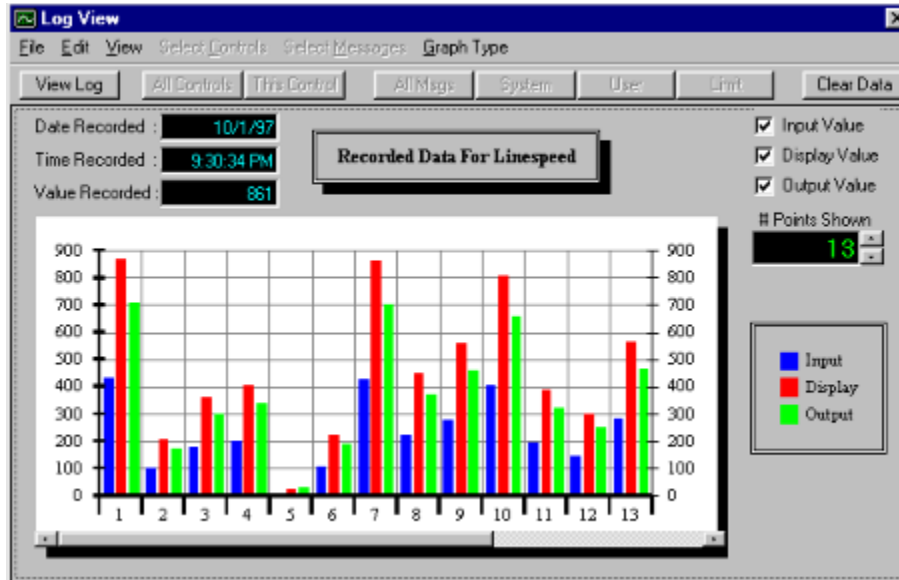 Log View
File Edit View Select Controls Select Messages Graph Type
View Log All Controls This Control All Msgs System User Limit Clear Data
Date Recorded : 10/1/97
Time Recorded : 9:30:34 PM
Value Recorded : 861
Recorded Data For Linespeed
Input Value
Display Value
Output Value
# Points Shown
13
900 900
800 800
700 700
600 600
500 500
400 400
300 300
200 200
100 100
0 0
1 2 3 4 5 6 7 8 9 10 11 12 13
Input
Display
Output